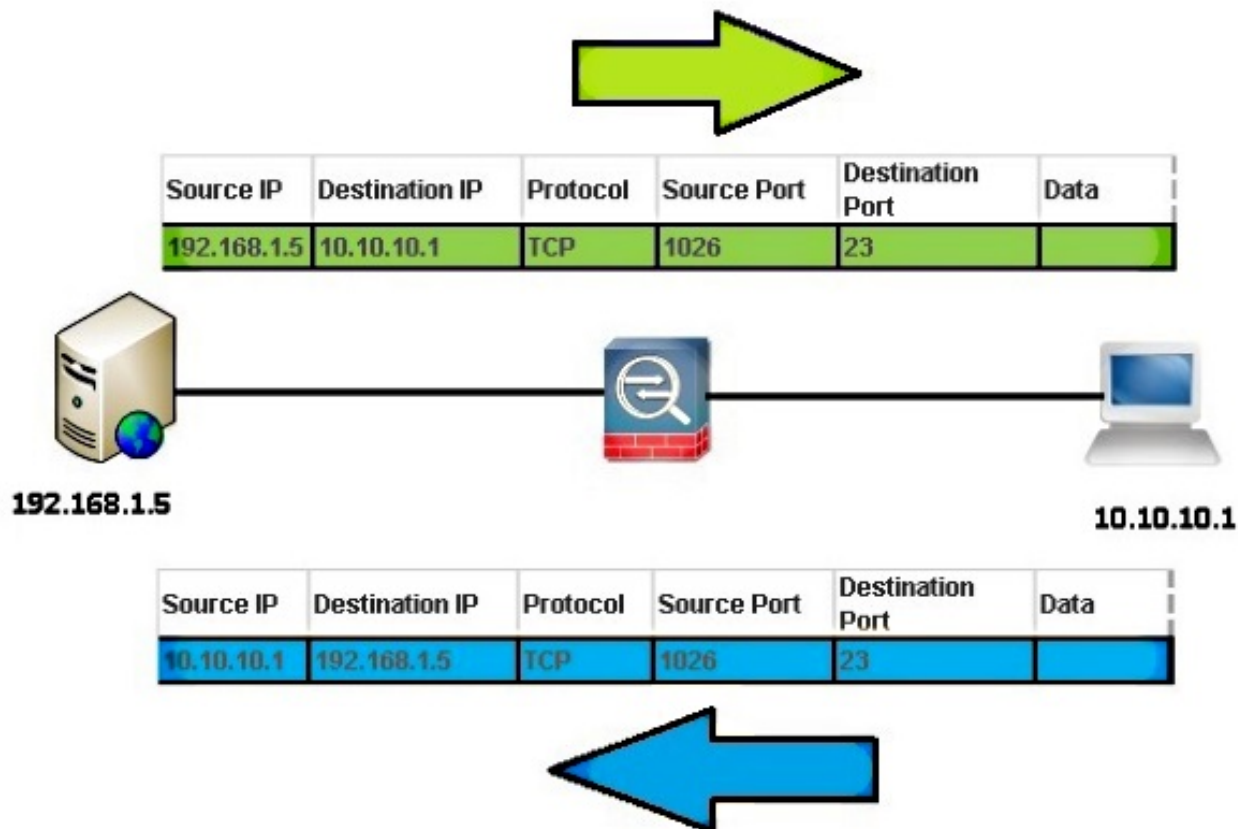 Source IP Destination IP Protocol Source Port Destination Port Data
192.168.1.5 10.10.10.1 TCP 1026 23
192.168.1.5
10.10.10.1
Source IP Destination IP Protocol Source Port Destination Port Data
10.10.10.1 192.168.1.5 TCP 1026 23